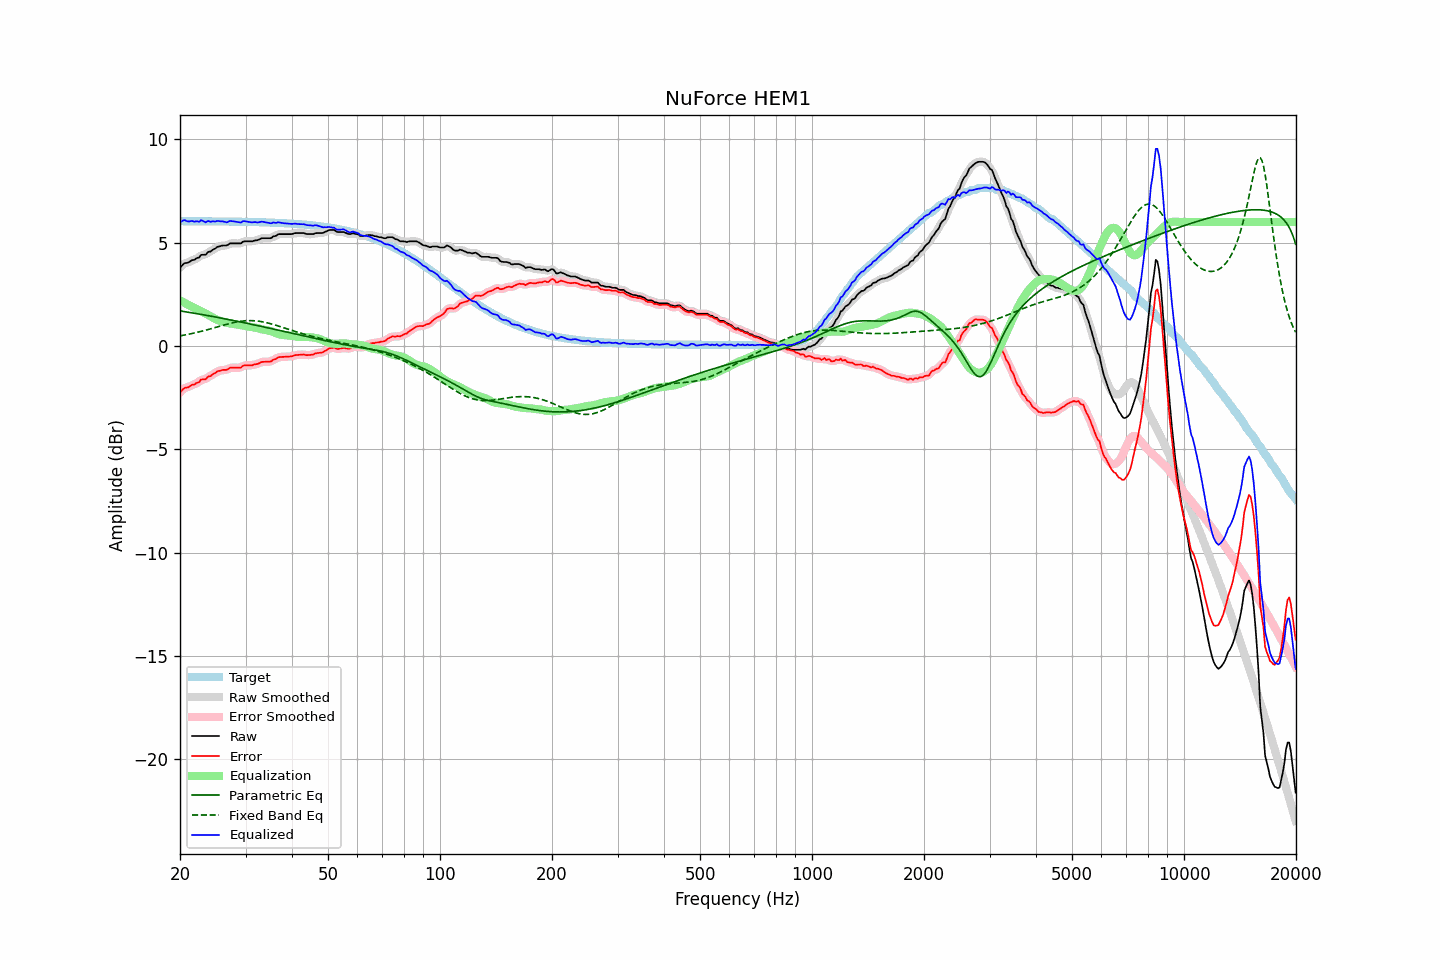 NuForce HEM1
Amplitude (dBr)
10
5
0
−5
−10
−15
−20
Target
Raw Smoothed
Error Smoothed
Raw
Error
Equalization
Parametric Eq
Fixed Band Eq
Equalized
20 50 100 200 500 1000 2000 5000 10000 20000
Frequency (Hz)